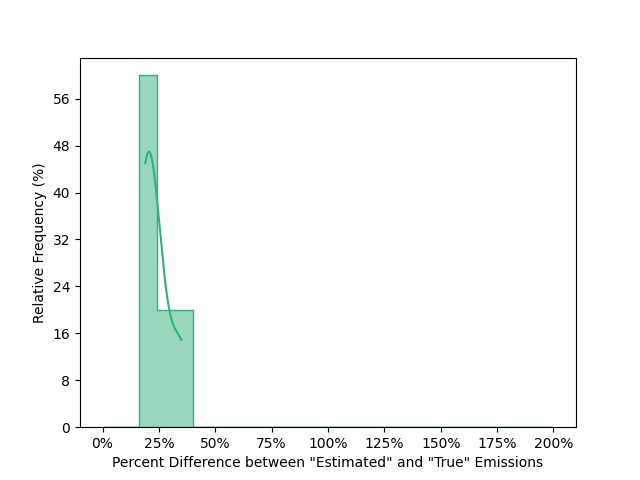 56
48
40
32
24
16
8
0
Relative Frequency (%)
0% 25% 50% 75% 100% 125% 150% 175% 200%
Percent Difference between "Estimated" and "True" Emissions